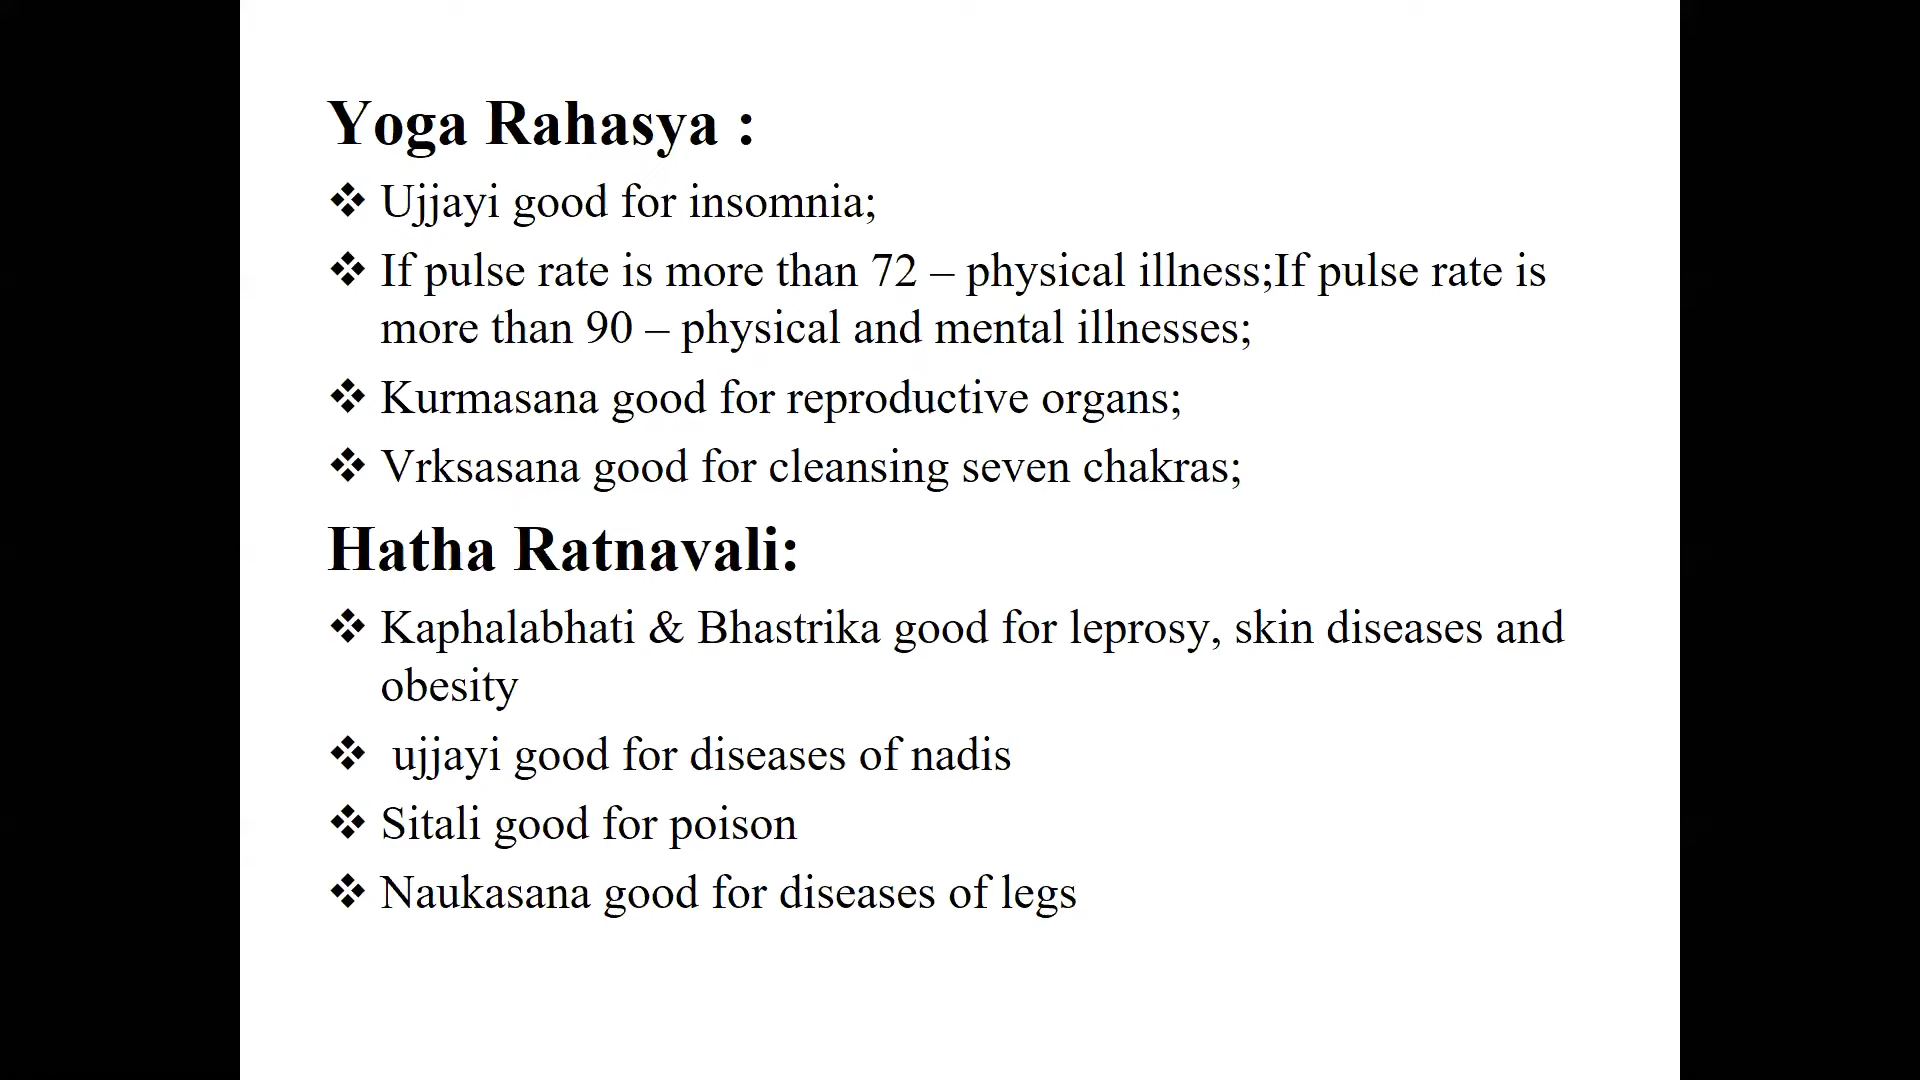 Yoga Rahasya :
❖ Ujjayi good for insomnia;
❖ If pulse rate is more than 72 – physical illness;If pulse rate is
more than 90 – physical and mental illnesses;
❖ Kurmasana good for reproductive organs;
❖ Vrksasana good for cleansing seven chakras;
Hatha Ratnavali:
❖ Kaphalabhati & Bhastrika good for leprosy, skin diseases and
obesity
❖ ujjayi good for diseases of nadis
❖ Sitali good for poison
❖ Naukasana good for diseases of legs